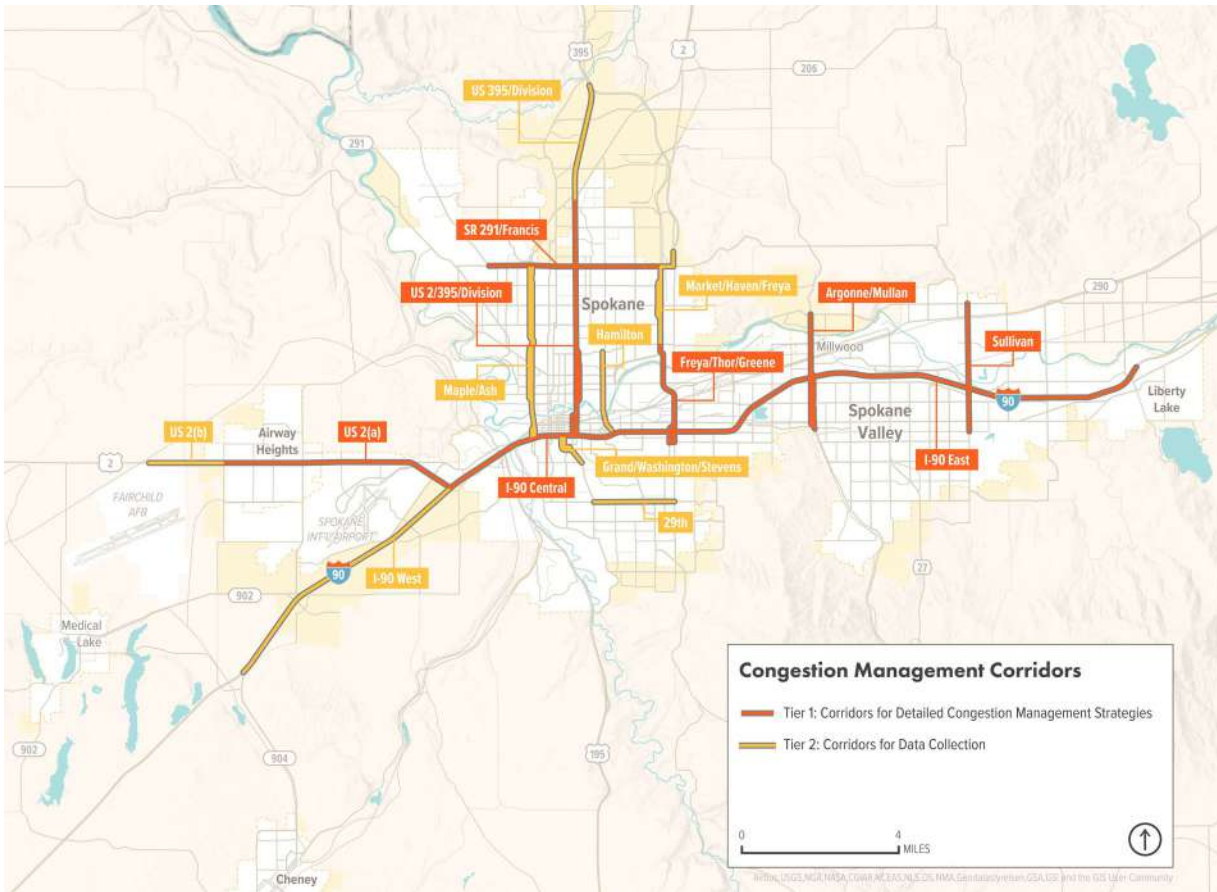 395
2
206
US 395/Division
291
SR 291/Francis
US 2/395/Division
Spokane
Market/Haven/Freya
Argonne/Mullan
290
Hamilton
Millwood
Sullivan
Freya/Thor/Greene
Maple/Ash
90
Liberty
Lake
Spokane
Valley
US 2(b)
Airway
Heights
US 2(a)
2
I-90 East
Grand/Washington/Stevens
I-90 Central
FAIRCHILD
AFB
SPOKANE
INT'L AIRPORT
29th
90
I-90 West
27
902
Medical
Lake
902
904
195
Cheney
Congestion Management Corridors
Tier 1: Corridors for Detailed Congestion Management Strategies
Tier 2: Corridors for Data Collection
0
4
MILES